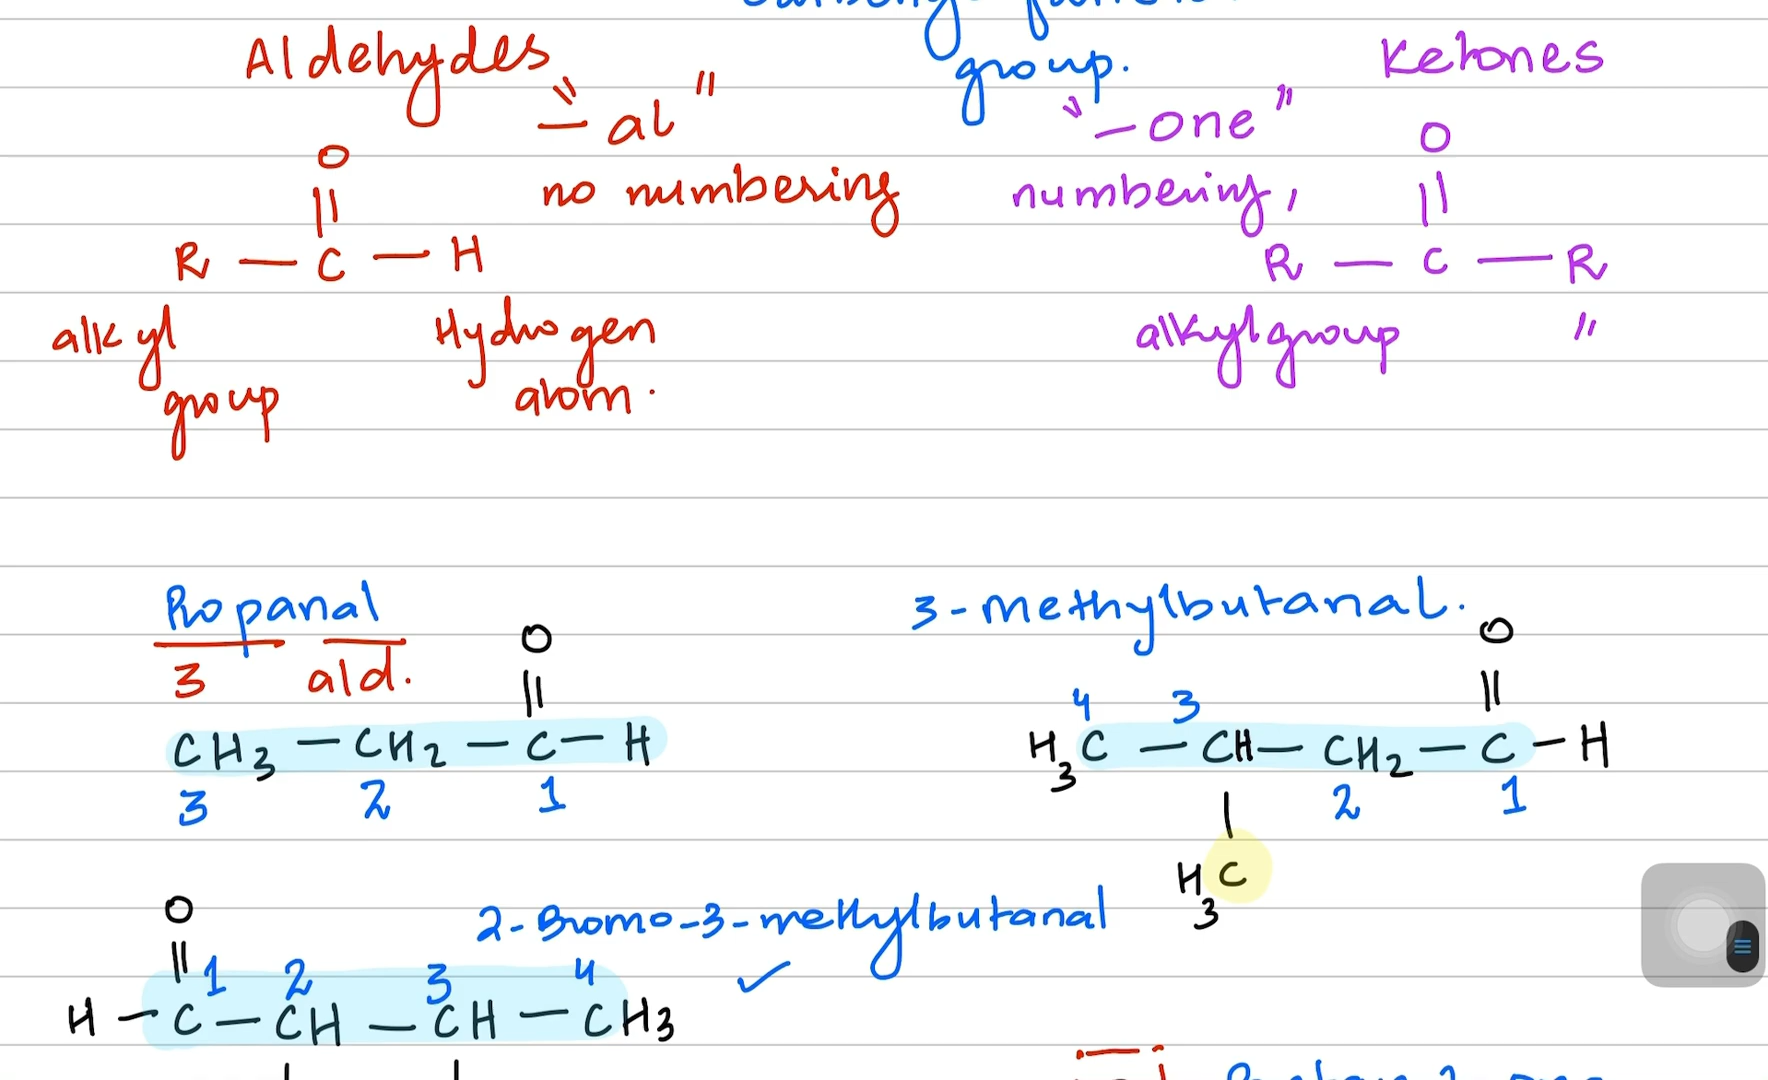 Aldehydes
group.
Ketones
"-al"
"-one"
O
O
||
no numbering
numbering,
||
R — C — H
R — C — R
alkyl
group
Hydrogen
atom.
alkyl group
"
Propanal
3 ald.
O
||
CH3 — CH2 — C — H
3 2 1
3-methylbutanal.
O
||
4 3
H3C — CH — CH2 — C — H
2 1
|
H3C
2-Bromo-3-methylbutanal
✓
O
||
1 2 3 4
H — C — CH — CH — CH3
| |